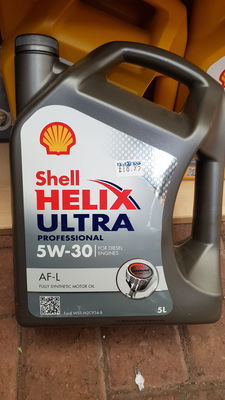 Shell
HELIX
ULTRA
PROFESSIONAL
5W-30
FOR DIESEL
ENGINES
AF-L
FULLY SYNTHETIC MOTOR OIL
5L